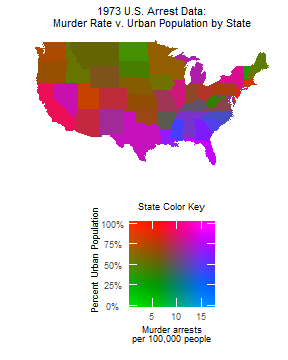 1973 U.S. Arrest Data:
Murder Rate v. Urban Population by State
State Color Key
Percent Urban Population
100%
75%
50%
25%
0%
5 10 15
Murder arrests
per 100,000 people